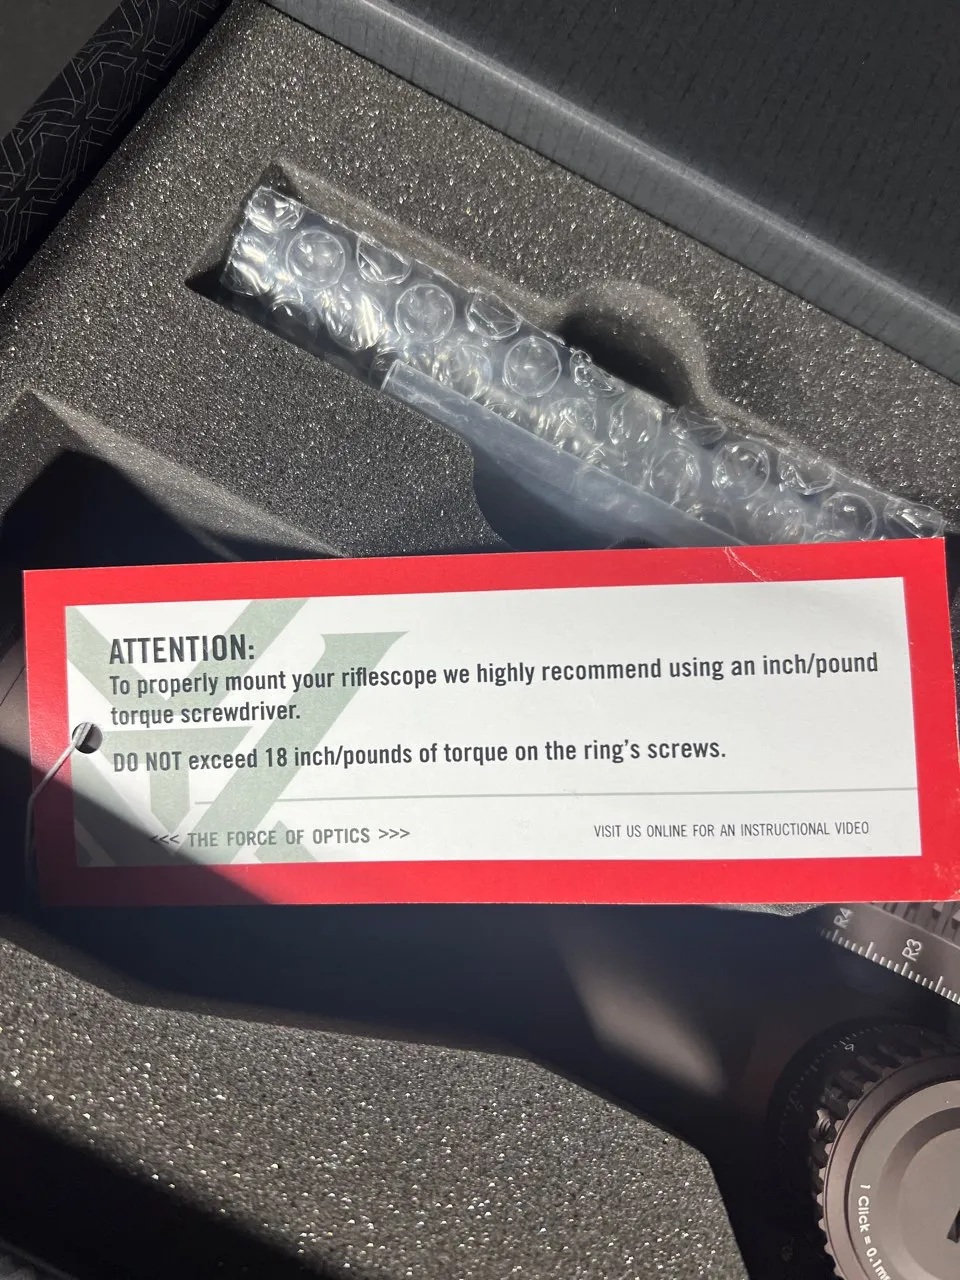 ATTENTION:
To properly mount your riflescope we highly recommend using an inch/pound
torque screwdriver.
DO NOT exceed 18 inch/pounds of torque on the ring's screws.
<<< THE FORCE OF OPTICS >>>
VISIT US ONLINE FOR AN INSTRUCTIONAL VIDEO
R4
R3
1 Click = 0.1m